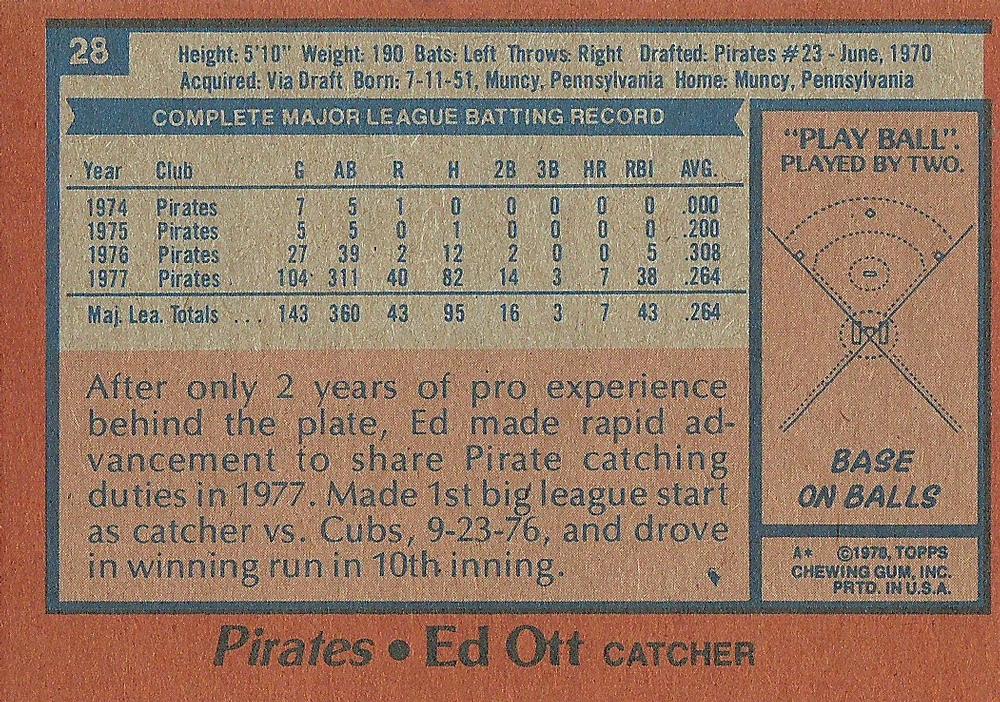 28
Height: 5'10" Weight: 190 Bats: Left Throws: Right Drafted: Pirates #23 - June, 1970
Acquired: Via Draft Born: 7-11-51, Muncy, Pennsylvania Home: Muncy, Pennsylvania
COMPLETE MAJOR LEAGUE BATTING RECORD
Year Club G AB R H 2B 3B HR RBI AVG.
1974 Pirates 7 5 1 0 0 0 0 0 .000
1975 Pirates 5 5 0 1 0 0 0 0 .200
1976 Pirates 27 39 2 12 2 0 0 5 .308
1977 Pirates 104 311 40 82 14 3 7 38 .264
Maj. Lea. Totals ... 143 360 43 95 16 3 7 43 .264
After only 2 years of pro experience
behind the plate, Ed made rapid ad-
vancement to share Pirate catching
duties in 1977. Made 1st big league start
as catcher vs. Cubs, 9-23-76, and drove
in winning run in 10th inning.
"PLAY BALL".
PLAYED BY TWO.
BASE
ON BALLS
A* ©1978, TOPPS
CHEWING GUM, INC.
PRTD. IN U.S.A.
Pirates • Ed Ott CATCHER